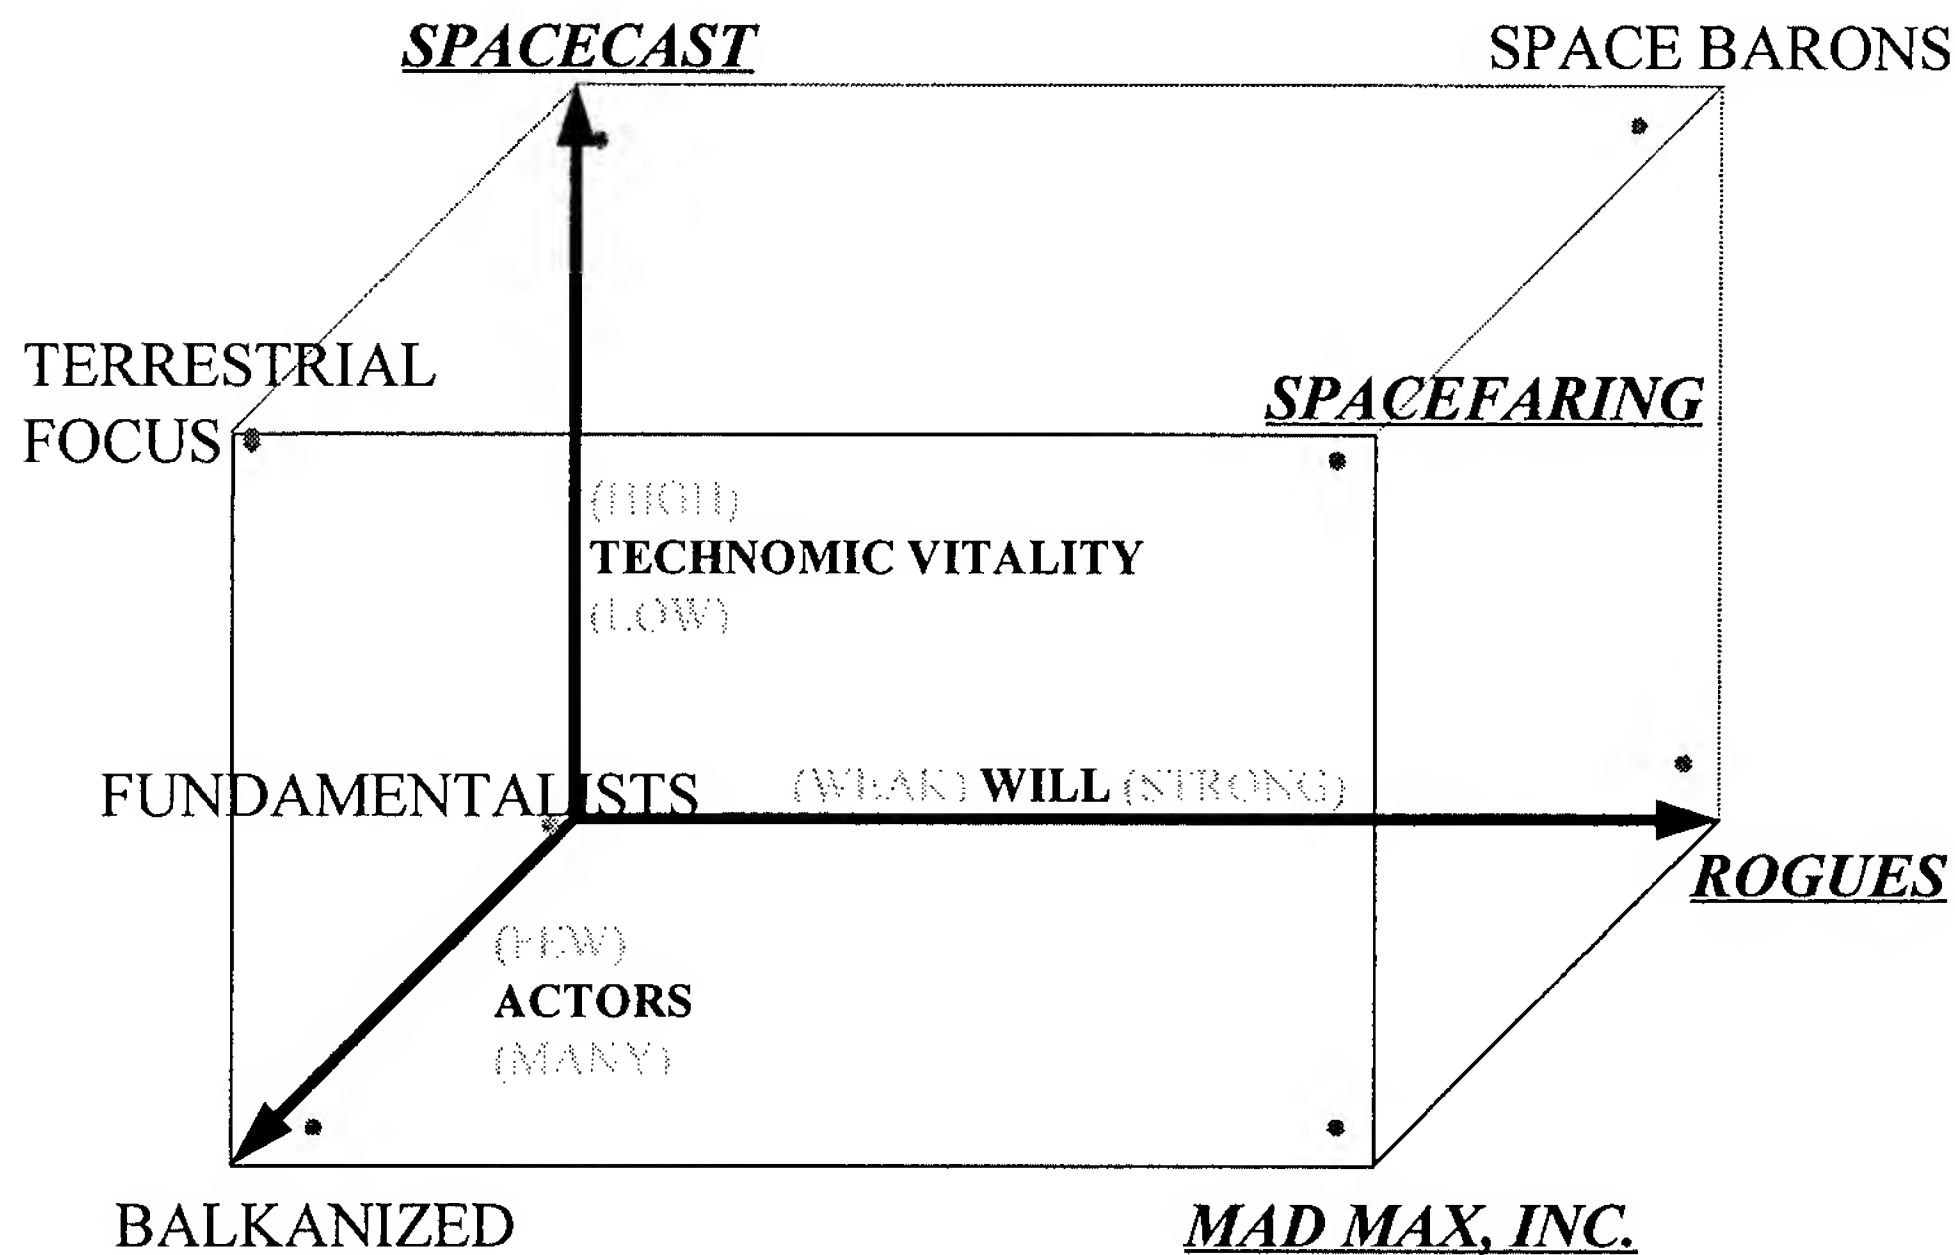 SPACECAST
SPACE BARONS
TERRESTRIAL
FOCUS
SPACEFARING
(HIGH)
TECHNOMIC VITALITY
(LOW)
FUNDAMENTALISTS
(WEAK) WILL (STRONG)
ROGUES
(FEW)
ACTORS
(MANY)
BALKANIZED
MAD MAX, INC.